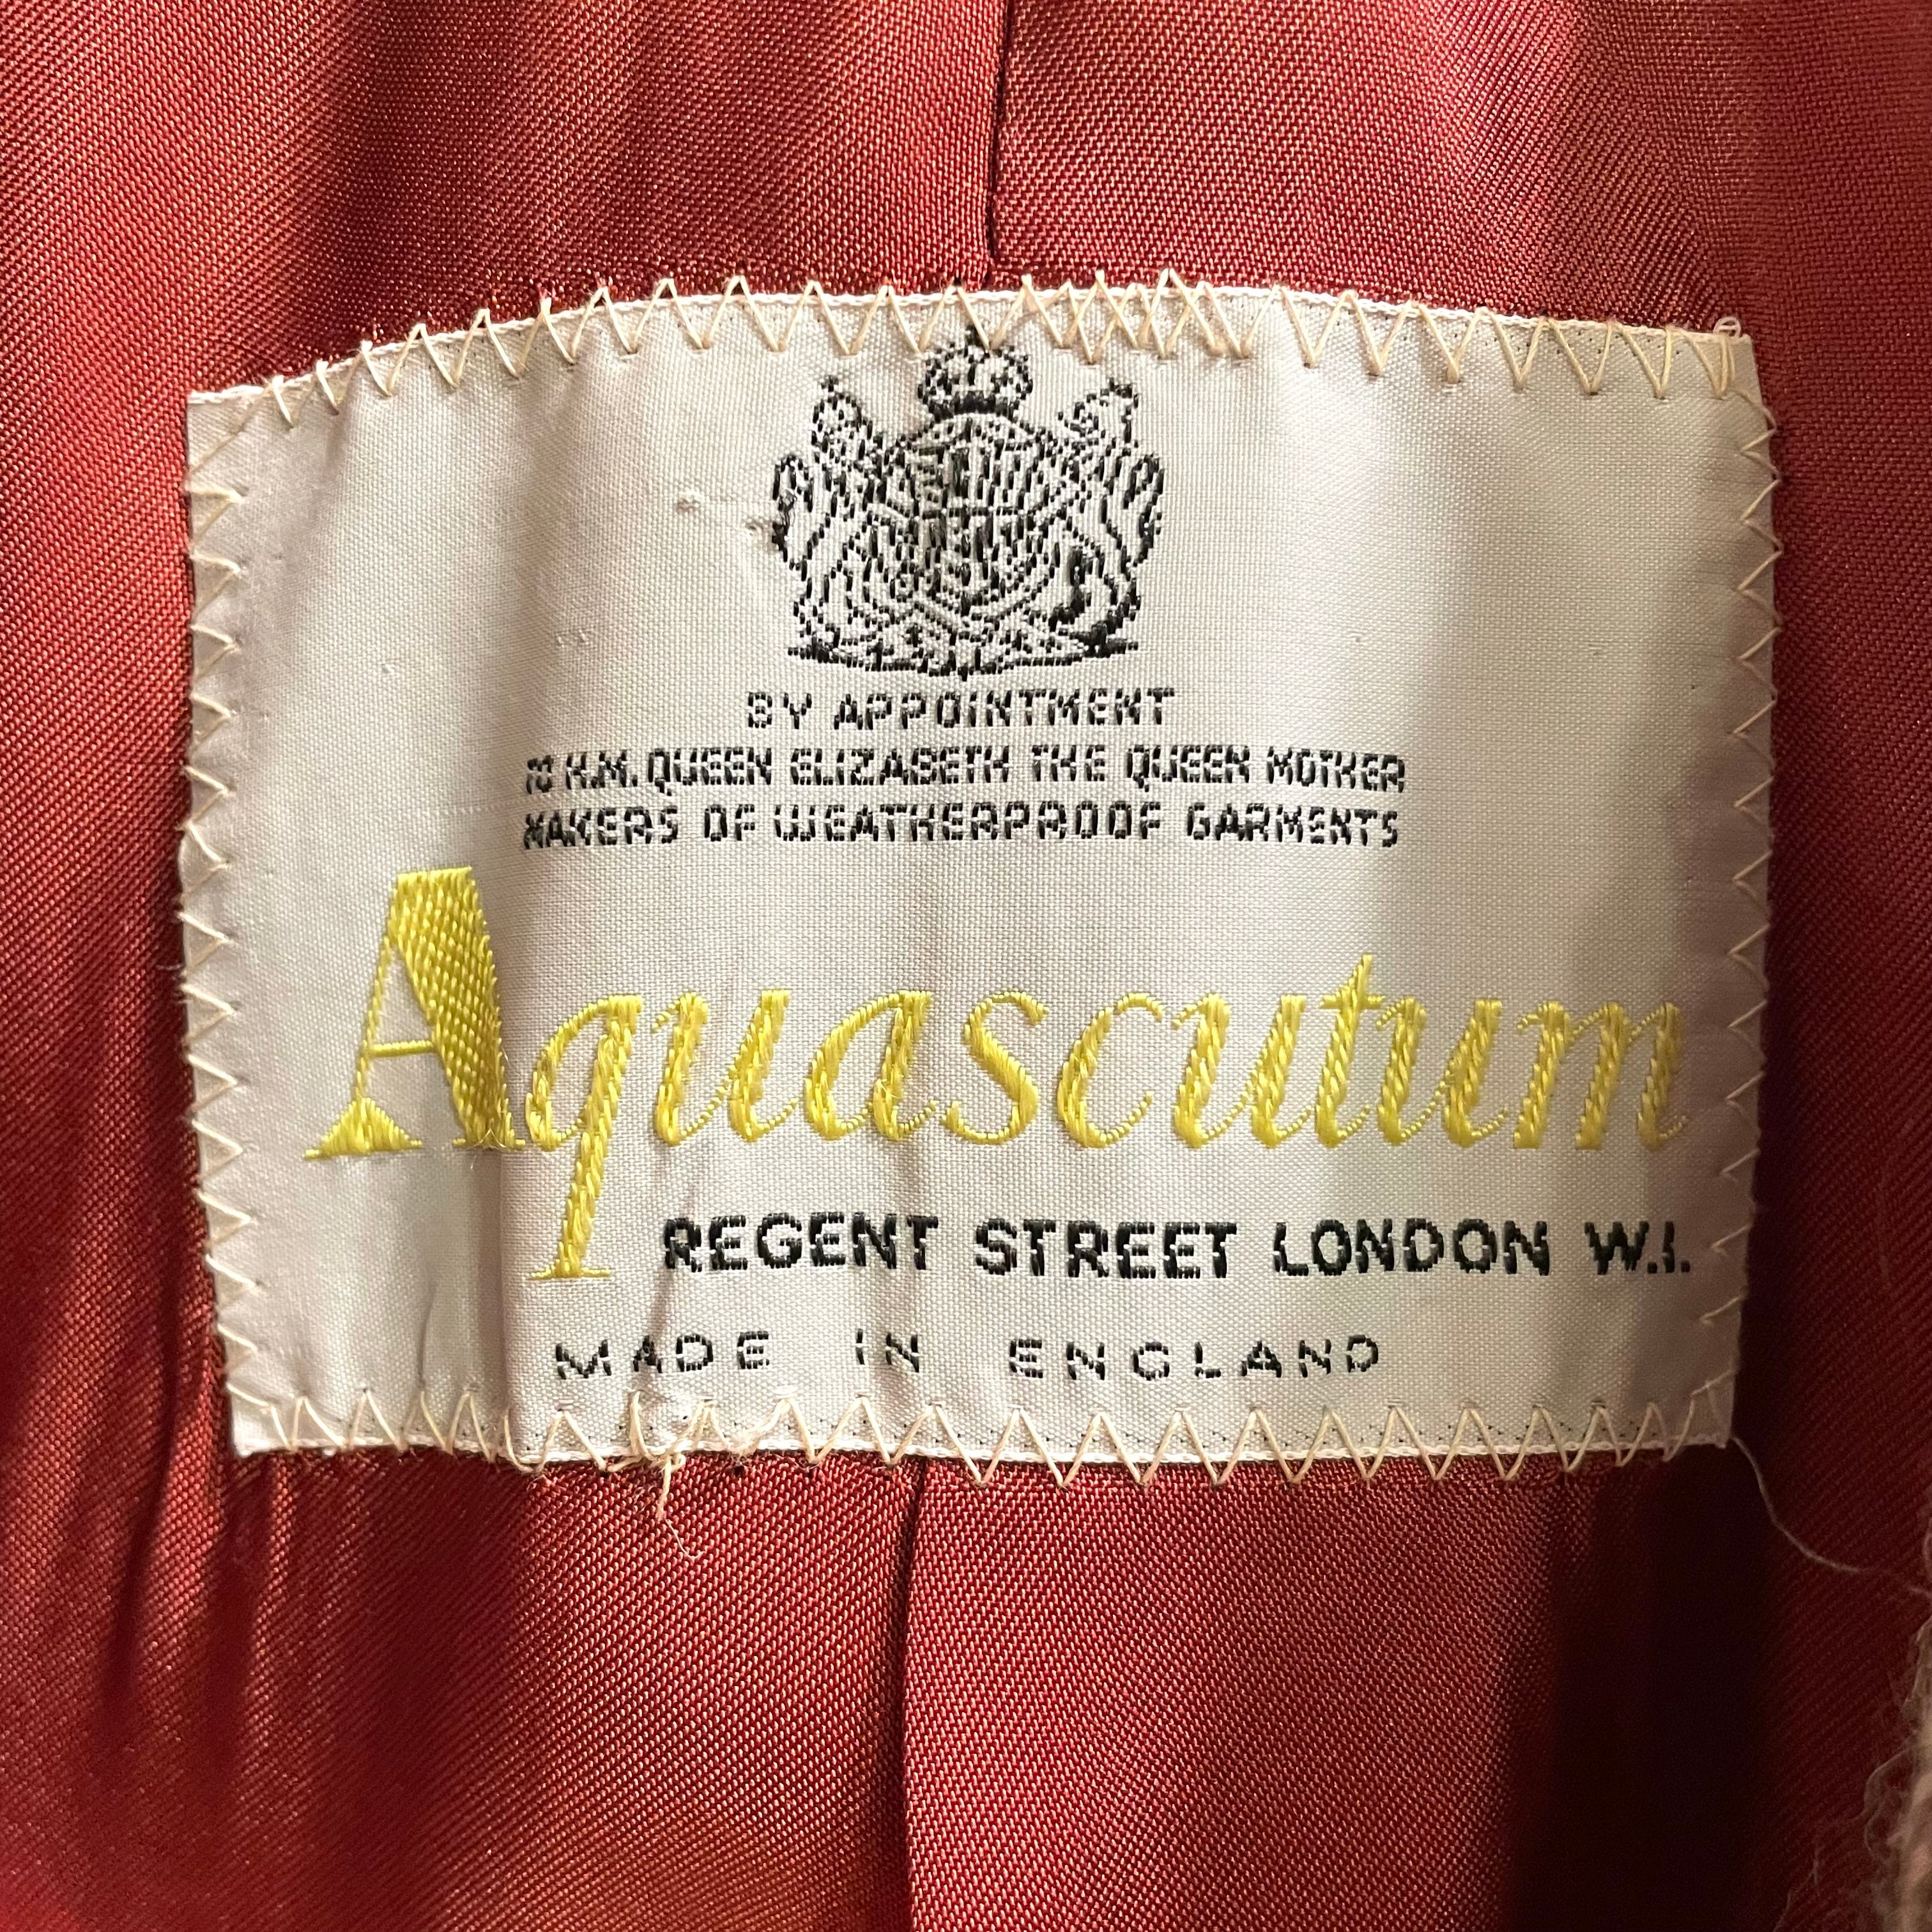 BY APPOINTMENT
TO H.M. QUEEN ELIZABETH THE QUEEN MOTHER
MAKERS OF WEATHERPROOF GARMENTS
Aquascutum
REGENT STREET LONDON W.1.
MADE IN ENGLAND